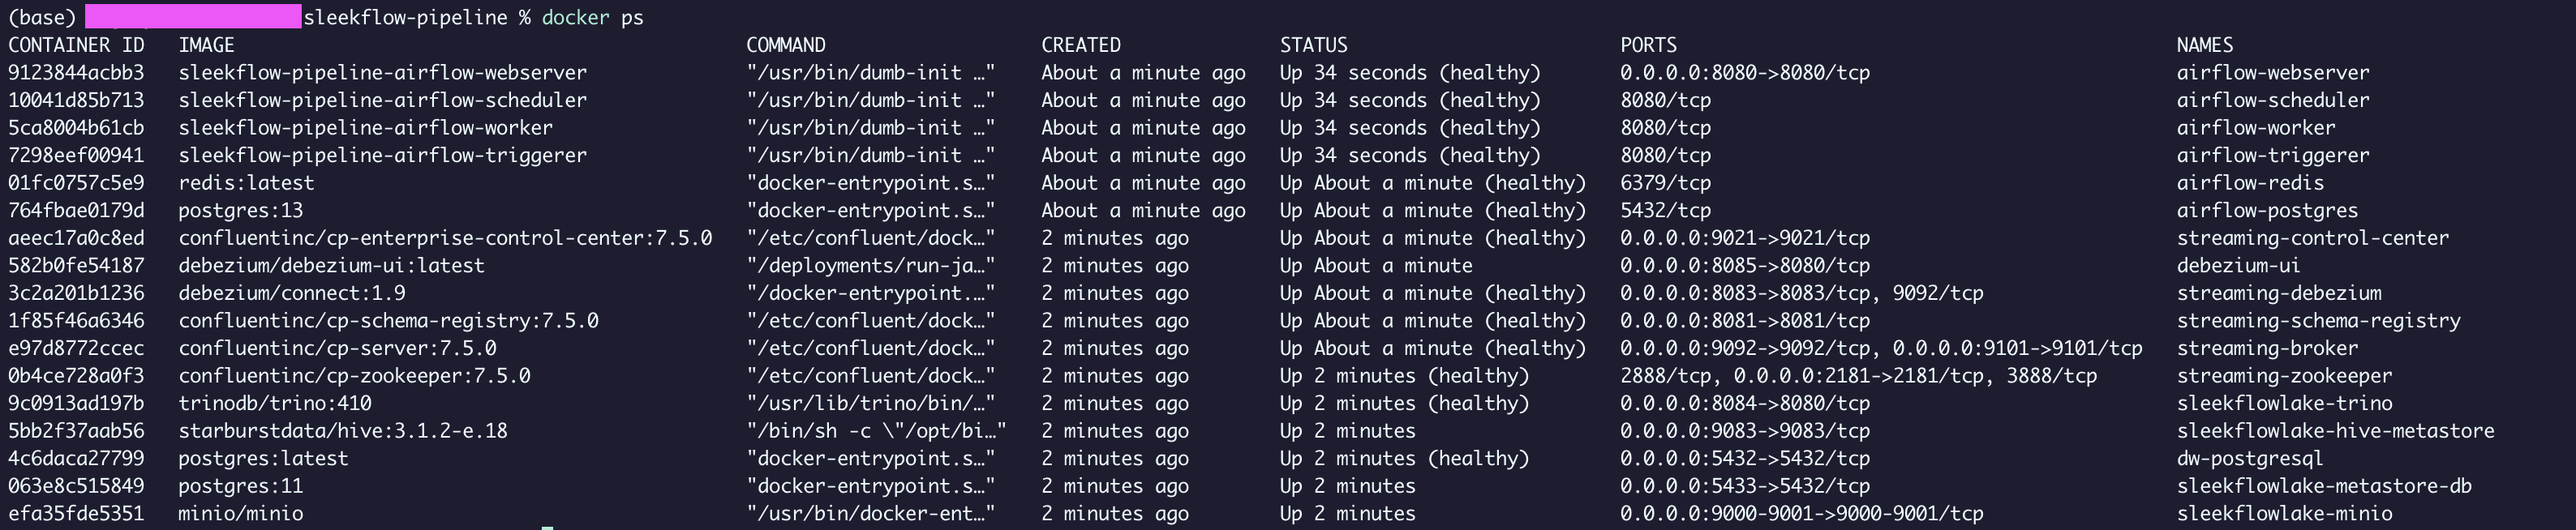 (base) sleekflow-pipeline % docker ps
CONTAINER ID IMAGE COMMAND CREATED STATUS PORTS NAMES
9123844acbb3 sleekflow-pipeline-airflow-webserver "/usr/bin/dumb-init …" About a minute ago Up 34 seconds (healthy) 0.0.0.0:8080->8080/tcp airflow-webserver
10041d85b713 sleekflow-pipeline-airflow-scheduler "/usr/bin/dumb-init …" About a minute ago Up 34 seconds (healthy) 8080/tcp airflow-scheduler
5ca8004b61cb sleekflow-pipeline-airflow-worker "/usr/bin/dumb-init …" About a minute ago Up 34 seconds (healthy) 8080/tcp airflow-worker
7298eef00941 sleekflow-pipeline-airflow-triggerer "/usr/bin/dumb-init …" About a minute ago Up 34 seconds (healthy) 8080/tcp airflow-triggerer
01fc0757c5e9 redis:latest "docker-entrypoint.s…" About a minute ago Up About a minute (healthy) 6379/tcp airflow-redis
764fbae0179d postgres:13 "docker-entrypoint.s…" About a minute ago Up About a minute (healthy) 5432/tcp airflow-postgres
aeec17a0c8ed confluentinc/cp-enterprise-control-center:7.5.0 "/etc/confluent/dock…" 2 minutes ago Up About a minute (healthy) 0.0.0.0:9021->9021/tcp streaming-control-center
582b0fe54187 debezium/debezium-ui:latest "/deployments/run-ja…" 2 minutes ago Up About a minute 0.0.0.0:8085->8080/tcp debezium-ui
3c2a201b1236 debezium/connect:1.9 "/docker-entrypoint.…" 2 minutes ago Up About a minute (healthy) 0.0.0.0:8083->8083/tcp, 9092/tcp streaming-debezium
1f85f46a6346 confluentinc/cp-schema-registry:7.5.0 "/etc/confluent/dock…" 2 minutes ago Up About a minute (healthy) 0.0.0.0:8081->8081/tcp streaming-schema-registry
e97d8772ccec confluentinc/cp-server:7.5.0 "/etc/confluent/dock…" 2 minutes ago Up About a minute (healthy) 0.0.0.0:9092->9092/tcp, 0.0.0.0:9101->9101/tcp streaming-broker
0b4ce728a0f3 confluentinc/cp-zookeeper:7.5.0 "/etc/confluent/dock…" 2 minutes ago Up 2 minutes (healthy) 2888/tcp, 0.0.0.0:2181->2181/tcp, 3888/tcp streaming-zookeeper
9c0913ad197b trinodb/trino:410 "/usr/lib/trino/bin/…" 2 minutes ago Up 2 minutes (healthy) 0.0.0.0:8084->8080/tcp sleekflowlake-trino
5bb2f37aab56 starburstdata/hive:3.1.2-e.18 "/bin/sh -c \"/opt/bi…" 2 minutes ago Up 2 minutes 0.0.0.0:9083->9083/tcp sleekflowlake-hive-metastore
4c6daca27799 postgres:latest "docker-entrypoint.s…" 2 minutes ago Up 2 minutes (healthy) 0.0.0.0:5432->5432/tcp dw-postgresql
063e8c515849 postgres:11 "docker-entrypoint.s…" 2 minutes ago Up 2 minutes 0.0.0.0:5433->5432/tcp sleekflowlake-metastore-db
efa35fde5351 minio/minio "/usr/bin/docker-ent…" 2 minutes ago Up 2 minutes 0.0.0.0:9000-9001->9000-9001/tcp sleekflowlake-minio